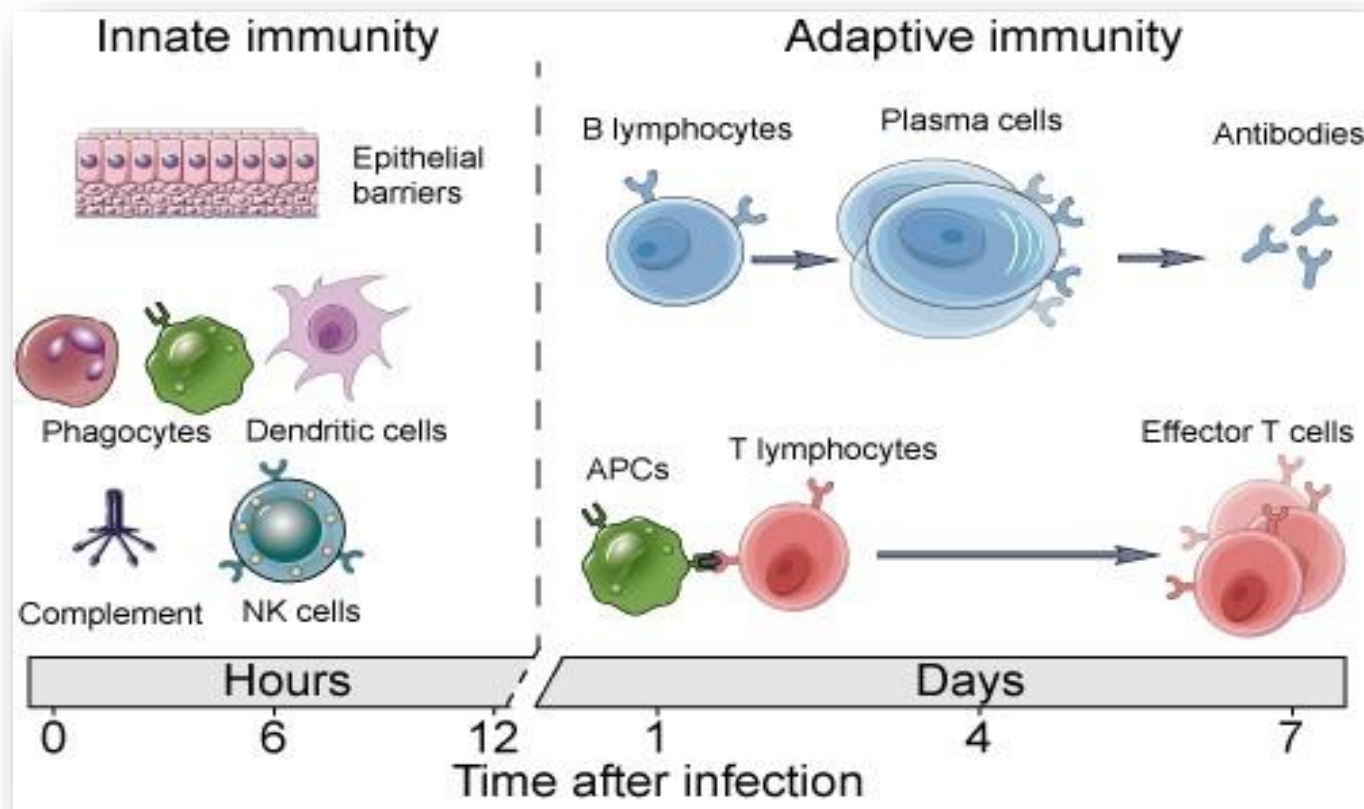 Innate immunity
Adaptive immunity
Epithelial
barriers
Phagocytes
Dendritic cells
Complement
NK cells
B lymphocytes
Plasma cells
Antibodies
APCs
T lymphocytes
Effector T cells
Hours
Days
0
6
12
1
4
7
Time after infection